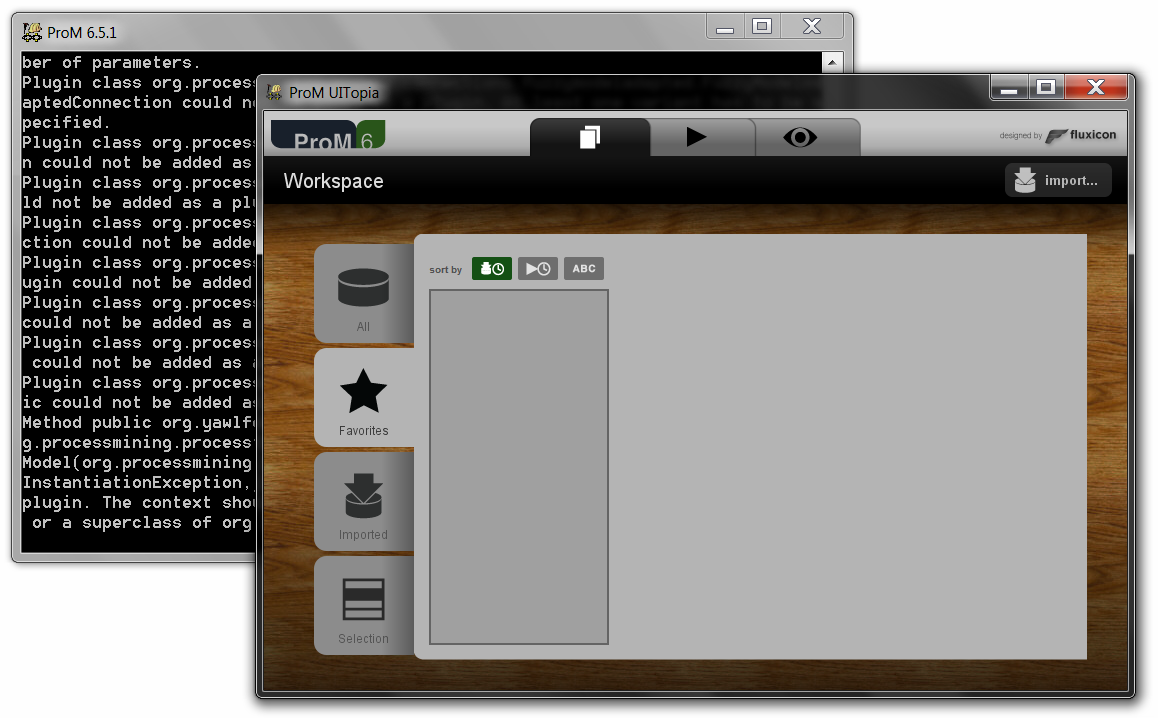 ProM 6.5.1
ber of parameters.
Plugin class org.process
aptedConnection could no
pecified.
Plugin class org.process
n could not be added as
Plugin class org.process
ld not be added as a plu
Plugin class org.process
ction could not be added
Plugin class org.process
ugin could not be added
Plugin class org.process
could not be added as a
Plugin class org.process
could not be added as a
Plugin class org.process
ic could not be added as
Method public org.yawlfo
g.processmining.process
Model(org.processmining
InstantiationException,
plugin. The context shou
or a superclass of org
ProM UITopia
ProM 6
designed by fluxicon
Workspace
import...
All
Favorites
Imported
Selection
sort by
ABC